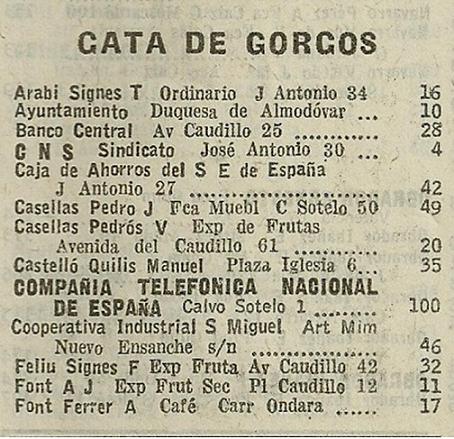 GATA DE GORGOS
Arabí Signes T Ordinario J Antonio 34 16
Ayuntamiento Duquesa de Almodóvar ... 10
Banco Central Av Caudillo 25 ............ 28
C N S Sindicato José Antonio 30 ... 4
Caja de Ahorros del S E de España
J Antonio 27 .......................... 42
Casellas Pedro J Fca Muebl C Sotelo 50 49
Casellas Pedrós V Exp de Frutas
Avenida del Caudillo 61 ............... 20
Castelló Quilis Manuel Plaza Iglesia 6... 35
COMPAÑIA TELEFONICA NACIONAL
DE ESPAÑA Calvo Sotelo 1 ............ 100
Cooperativa Industrial S Miguel Art Mim
Nuevo Ensanche s/n .................. 46
Feliu Signes F Exp Fruta Av Caudillo 42 32
Font A J Exp Frut Sec Pl Caudillo 12 11
Font Ferrer A Café Carr Ondara ...... 17